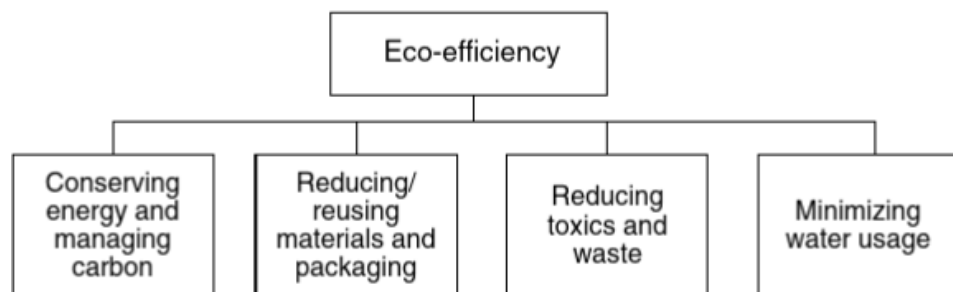 Eco-efficiency
Conserving
energy and
managing
carbon
Reducing/
reusing
materials and
packaging
Reducing
toxics and
waste
Minimizing
water usage